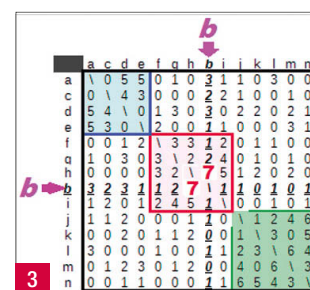 b
a c d e f g h b i j k l m n
a \ 0 5 5 0 1 0 3 1 1 0 3 0 0
c 0 \ 4 3 0 0 0 2 2 1 0 0 1 0
d 5 4 \ 0 1 3 0 3 0 2 2 0 2 1
e 5 3 0 \ 2 0 0 1 1 0 0 0 3 1
f 0 0 1 2 \ 3 3 1 2 0 1 1 0 0
g 1 0 3 0 3 \ 2 2 4 0 1 0 1 0
h 0 0 0 0 3 2 \ 7 5 1 2 0 2 0
b b 3 2 3 1 1 2 7 \ 1 1 0 1 0 1
i 1 2 0 1 2 4 5 1 \ 0 0 1 0 1
j 1 1 2 0 0 0 1 1 0 \ 1 2 4 6
k 0 0 2 0 1 1 2 0 0 1 \ 3 0 5
l 3 0 0 0 1 0 0 1 1 2 3 \ 6 4
m 0 1 2 3 0 1 2 0 0 4 0 6 \ 3
3 n 0 0 1 1 0 0 0 1 1 6 5 4 3 \